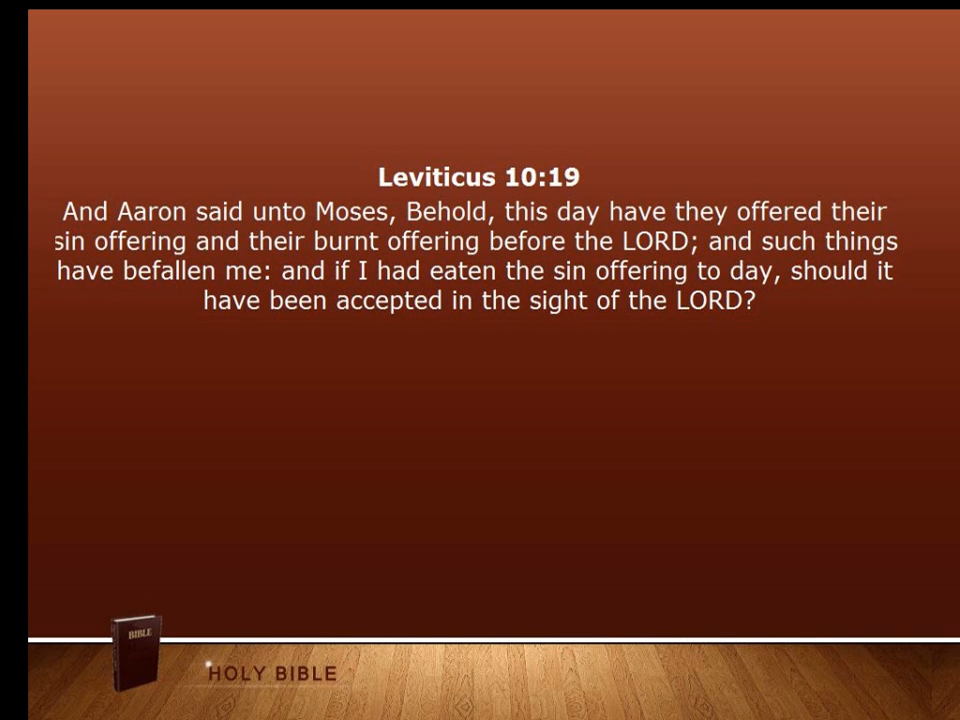 Leviticus 10:19
And Aaron said unto Moses, Behold, this day have they offered their
sin offering and their burnt offering before the LORD; and such things
have befallen me: and if I had eaten the sin offering to day, should it
have been accepted in the sight of the LORD?
BIBLE
HOLY BIBLE